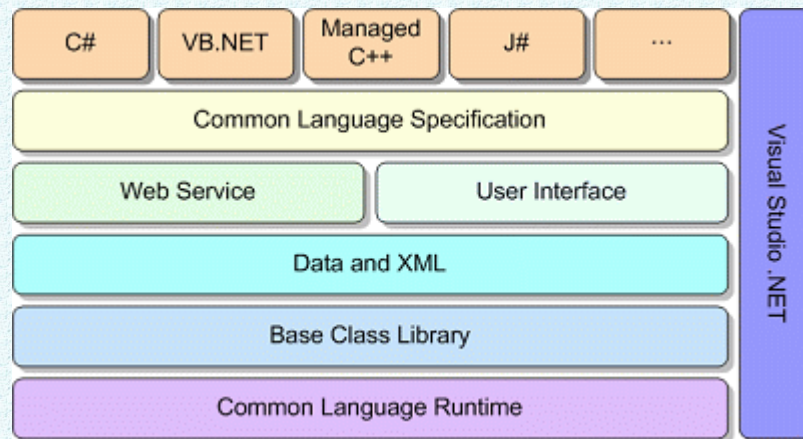 C#
VB.NET
Managed
C++
J#
...
Common Language Specification
Web Service
User Interface
Data and XML
Base Class Library
Common Language Runtime
Visual Studio .NET